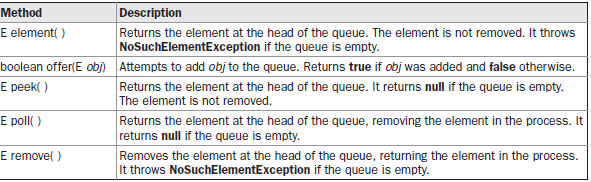 Method Description
E element( ) Returns the element at the head of the queue. The element is not removed. It throws
NoSuchElementException if the queue is empty.
boolean offer(E obj) Attempts to add obj to the queue. Returns true if obj was added and false otherwise.
E peek( ) Returns the element at the head of the queue. It returns null if the queue is empty.
The element is not removed.
E poll( ) Returns the element at the head of the queue, removing the element in the process. It
returns null if the queue is empty.
E remove( ) Removes the element at the head of the queue, returning the element in the process.
It throws NoSuchElementException if the queue is empty.